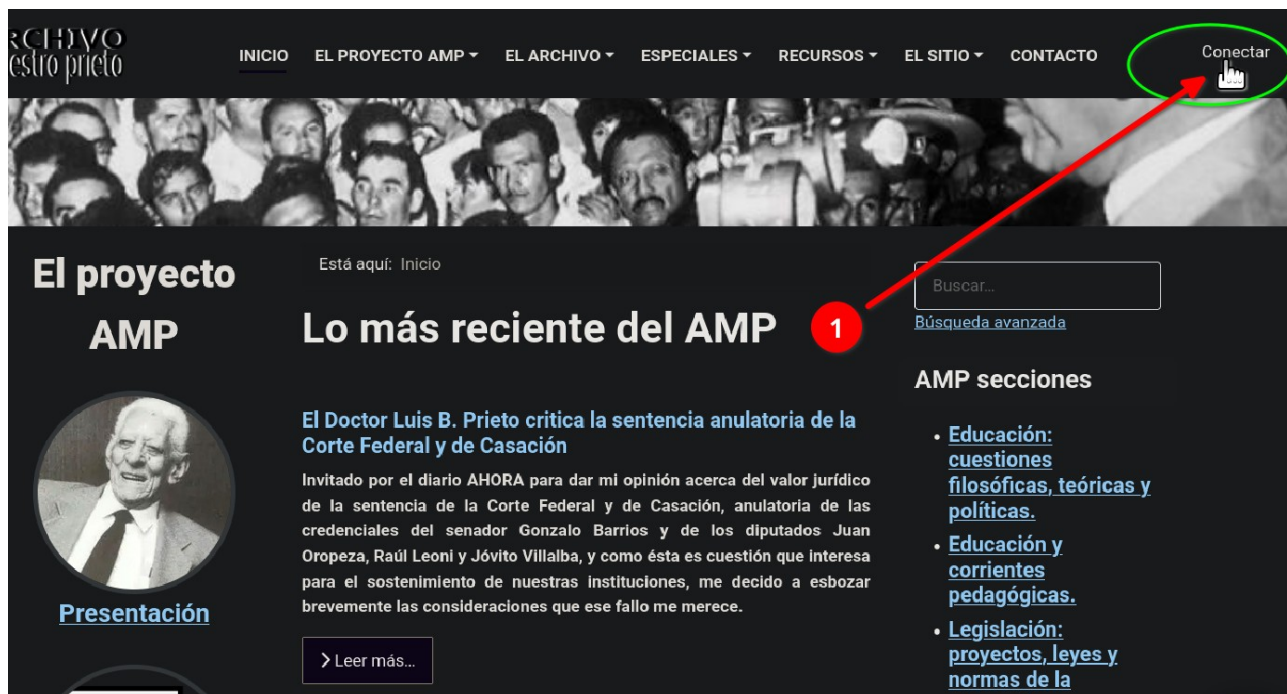 RCHIVO
estro prieto
INICIO EL PROYECTO AMP EL ARCHIVO ESPECIALES RECURSOS EL SITIO CONTACTO Conectar
El proyecto
AMP
Presentación
Está aquí: Inicio
Lo más reciente del AMP
1
El Doctor Luis B. Prieto critica la sentencia anulatoria de la
Corte Federal y de Casación
Invitado por el diario AHORA para dar mi opinión acerca del valor jurídico
de la sentencia de la Corte Federal y de Casación, anulatoria de las
credenciales del senador Gonzalo Barrios y de los diputados Juan
Oropeza, Raúl Leoni y Jóvito Villalba, y como ésta es cuestión que interesa
para el sostenimiento de nuestras instituciones, me decido a esbozar
brevemente las consideraciones que ese fallo me merece.
Leer más...
Buscar...
Búsqueda avanzada
AMP secciones
• Educación:
cuestiones
filosóficas, teóricas y
políticas.
• Educación y
corrientes
pedagógicas.
• Legislación:
proyectos, leyes y
normas de la